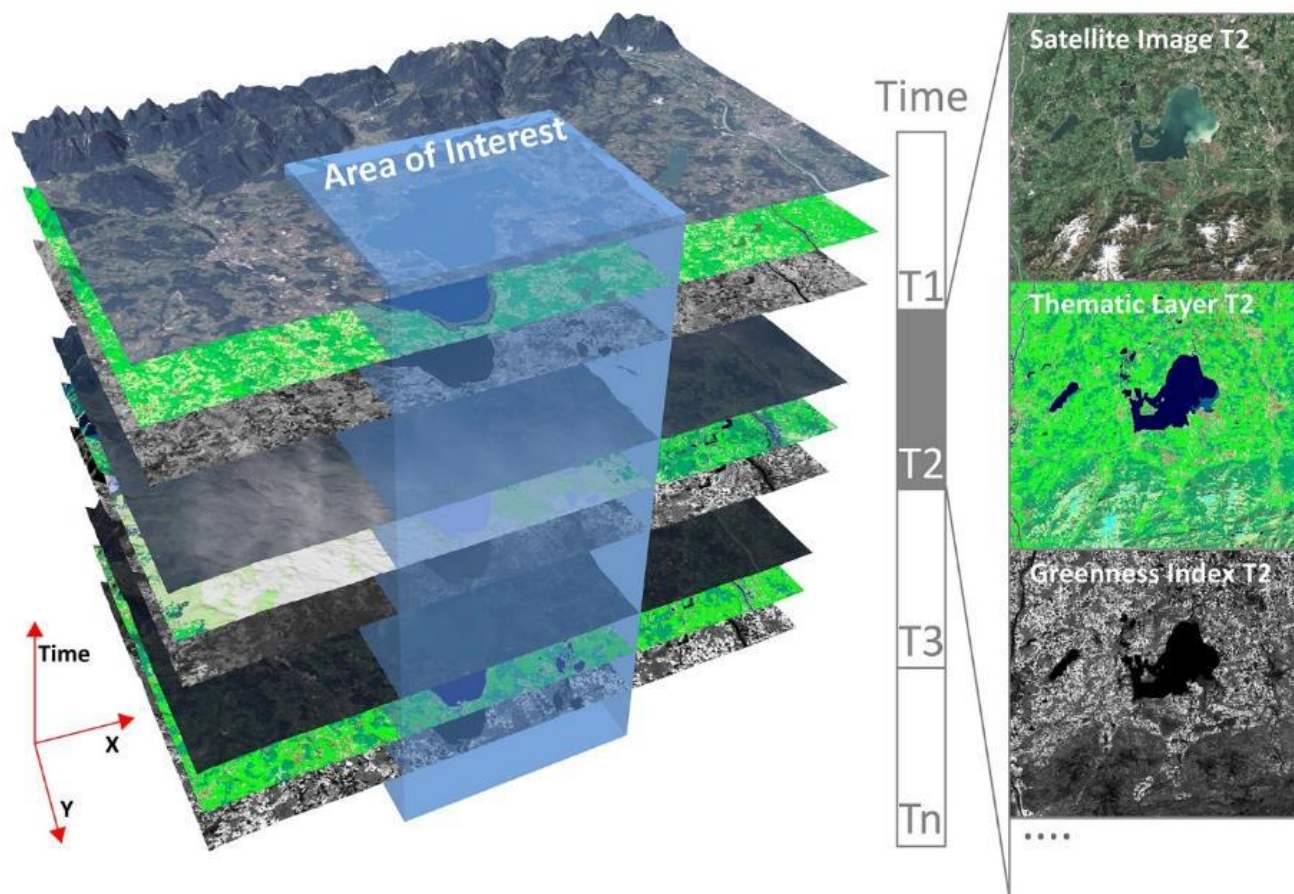 Area of Interest
Time
X
Y
Time
T1
T2
T3
Tn
Satellite Image T2
Thematic Layer T2
Greenness Index T2
....